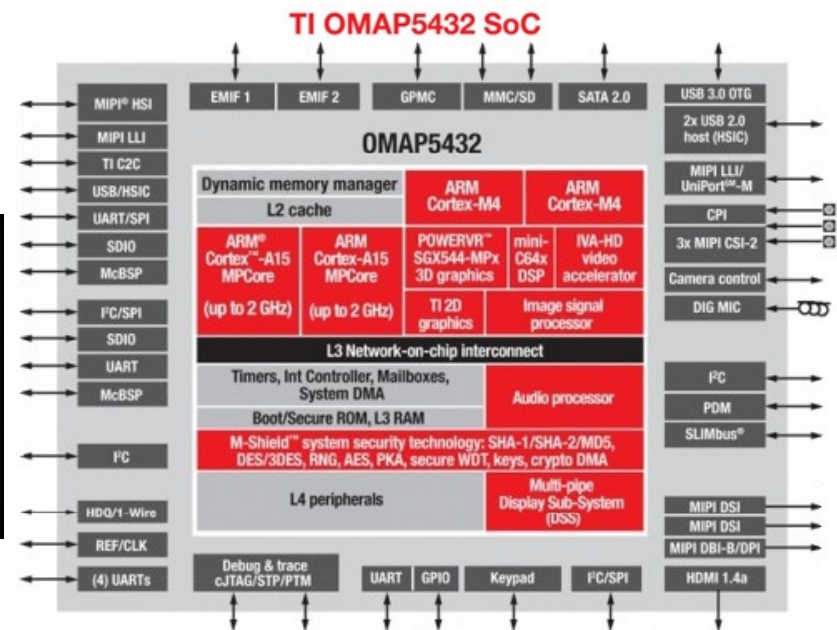 TI OMAP5432 SoC
EMIF 1
EMIF 2
GPMC
MMC/SD
SATA 2.0
USB 3.0 OTG
MIPI® HSI
MIPI LLI
TI C2C
USB/HSIC
UART/SPI
SDIO
McBSP
I²C/SPI
SDIO
UART
McBSP
I²C
HDQ/1-Wire
REF/CLK
(4) UARTs
OMAP5432
Dynamic memory manager
L2 cache
ARM
Cortex-M4
ARM
Cortex-M4
ARM®
Cortex™-A15
MPCore
(up to 2 GHz)
ARM
Cortex-A15
MPCore
(up to 2 GHz)
POWERVR™
SGX544-MPx
3D graphics
mini-
C64x
DSP
IVA-HD
video
accelerator
TI 2D
graphics
Image signal
processor
L3 Network-on-chip interconnect
Timers, Int Controller, Mailboxes,
System DMA
Boot/Secure ROM, L3 RAM
Audio processor
M-Shield™ system security technology: SHA-1/SHA-2/MD5,
DES/3DES, RNG, AES, PKA, secure WDT, keys, crypto DMA
L4 peripherals
Multi-pipe
Display Sub-System
(DSS)
2x USB 2.0
host (HSIC)
MIPI LLI/
UniPort℠-M
CPI
3x MIPI CSI-2
Camera control
DIG MIC
I²C
PDM
SLIMbus®
MIPI DSI
MIPI DSI
MIPI DBI-B/DPI
HDMI 1.4a
Debug & trace
cJTAG/STP/PTM
UART
GPIO
Keypad
I²C/SPI